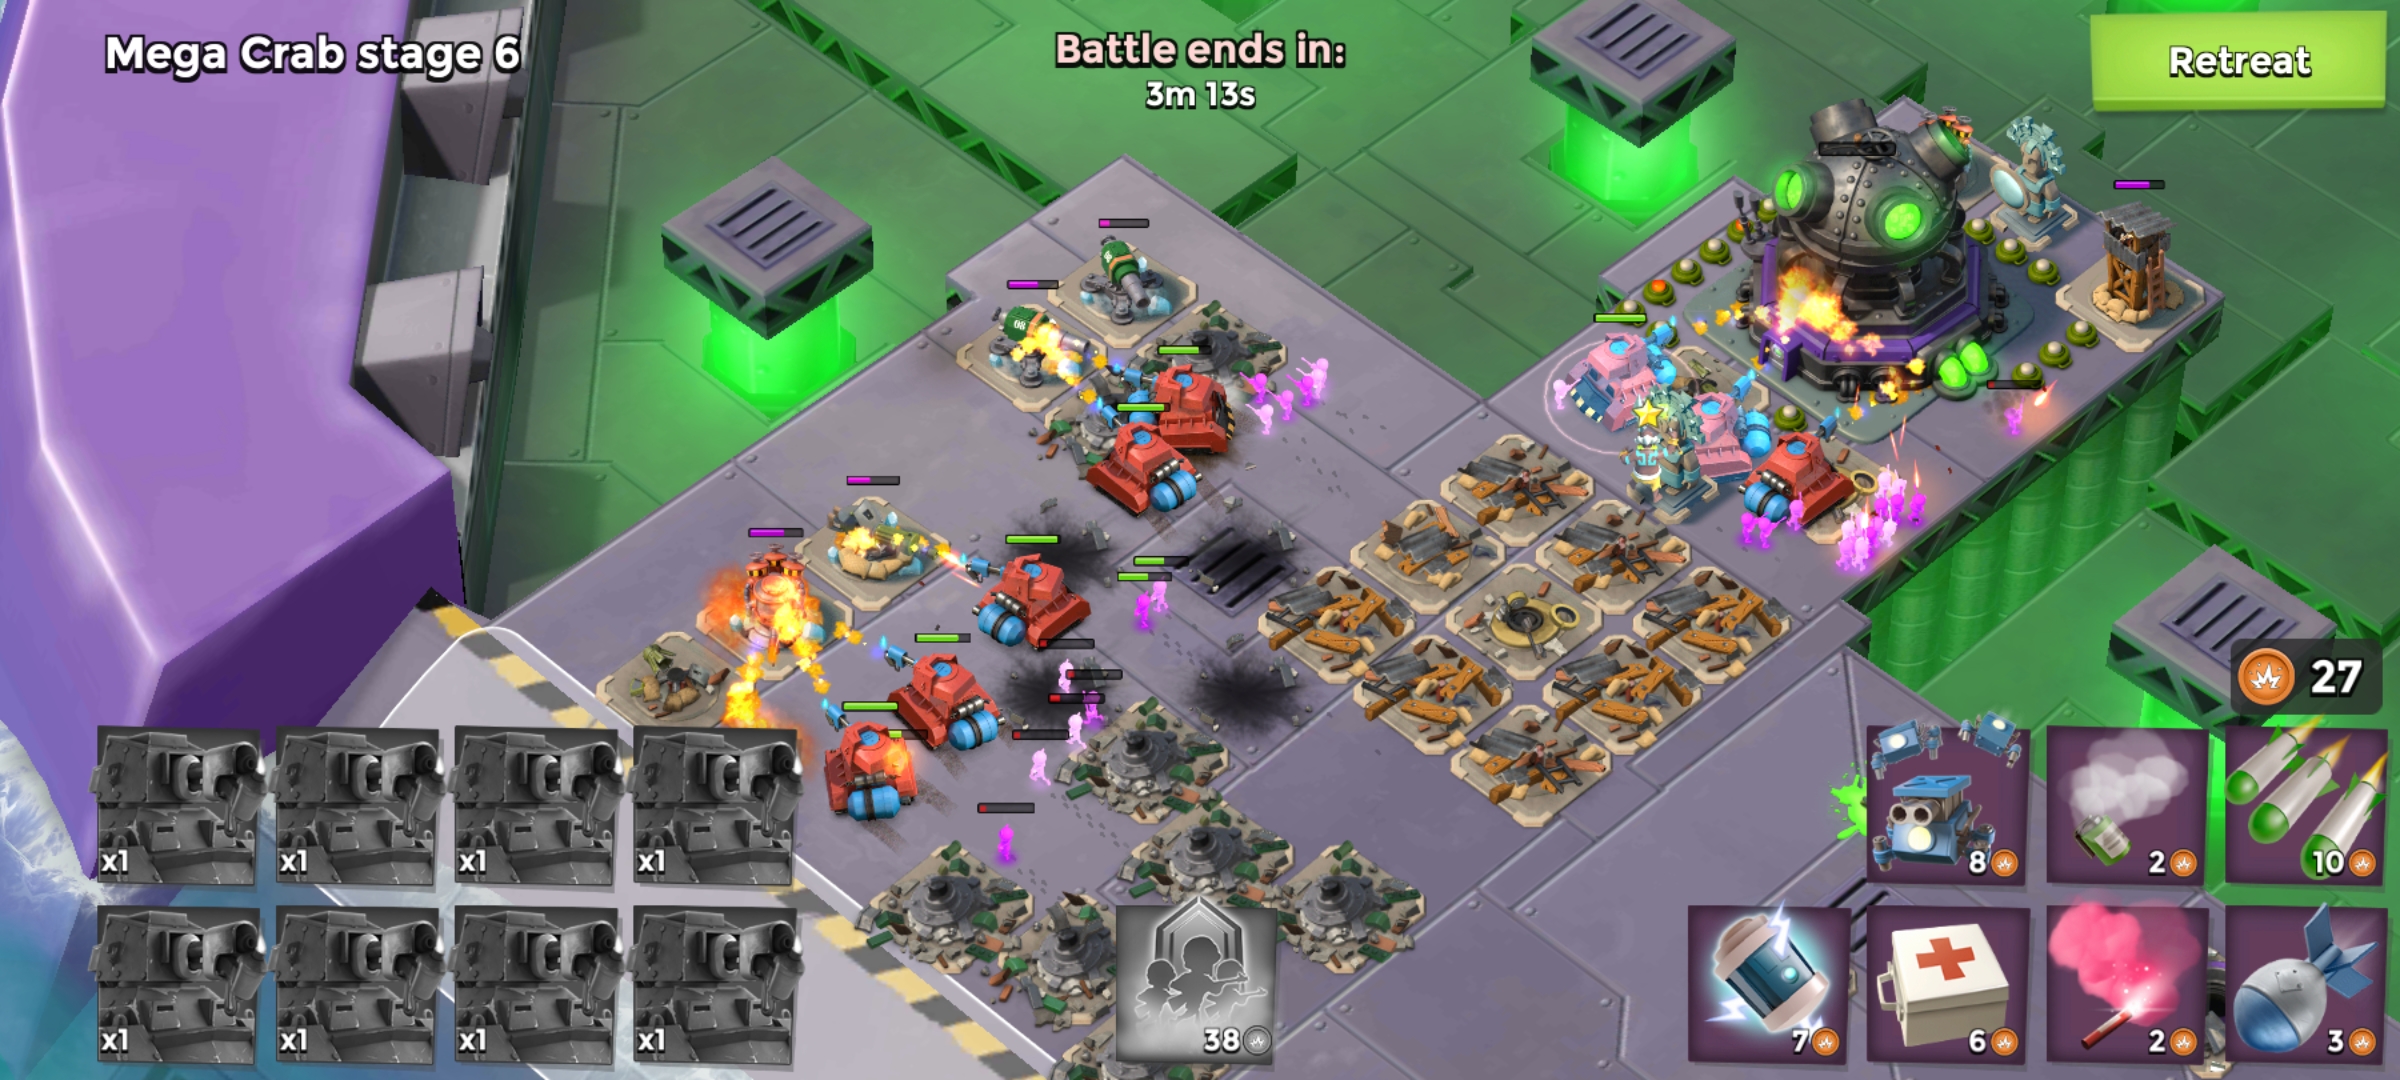 Mega Crab stage 6
Battle ends in:
3m 13s
Retreat
27
x1
x1
x1
x1
8
2
10
x1
x1
x1
x1
38
7
6
2
3